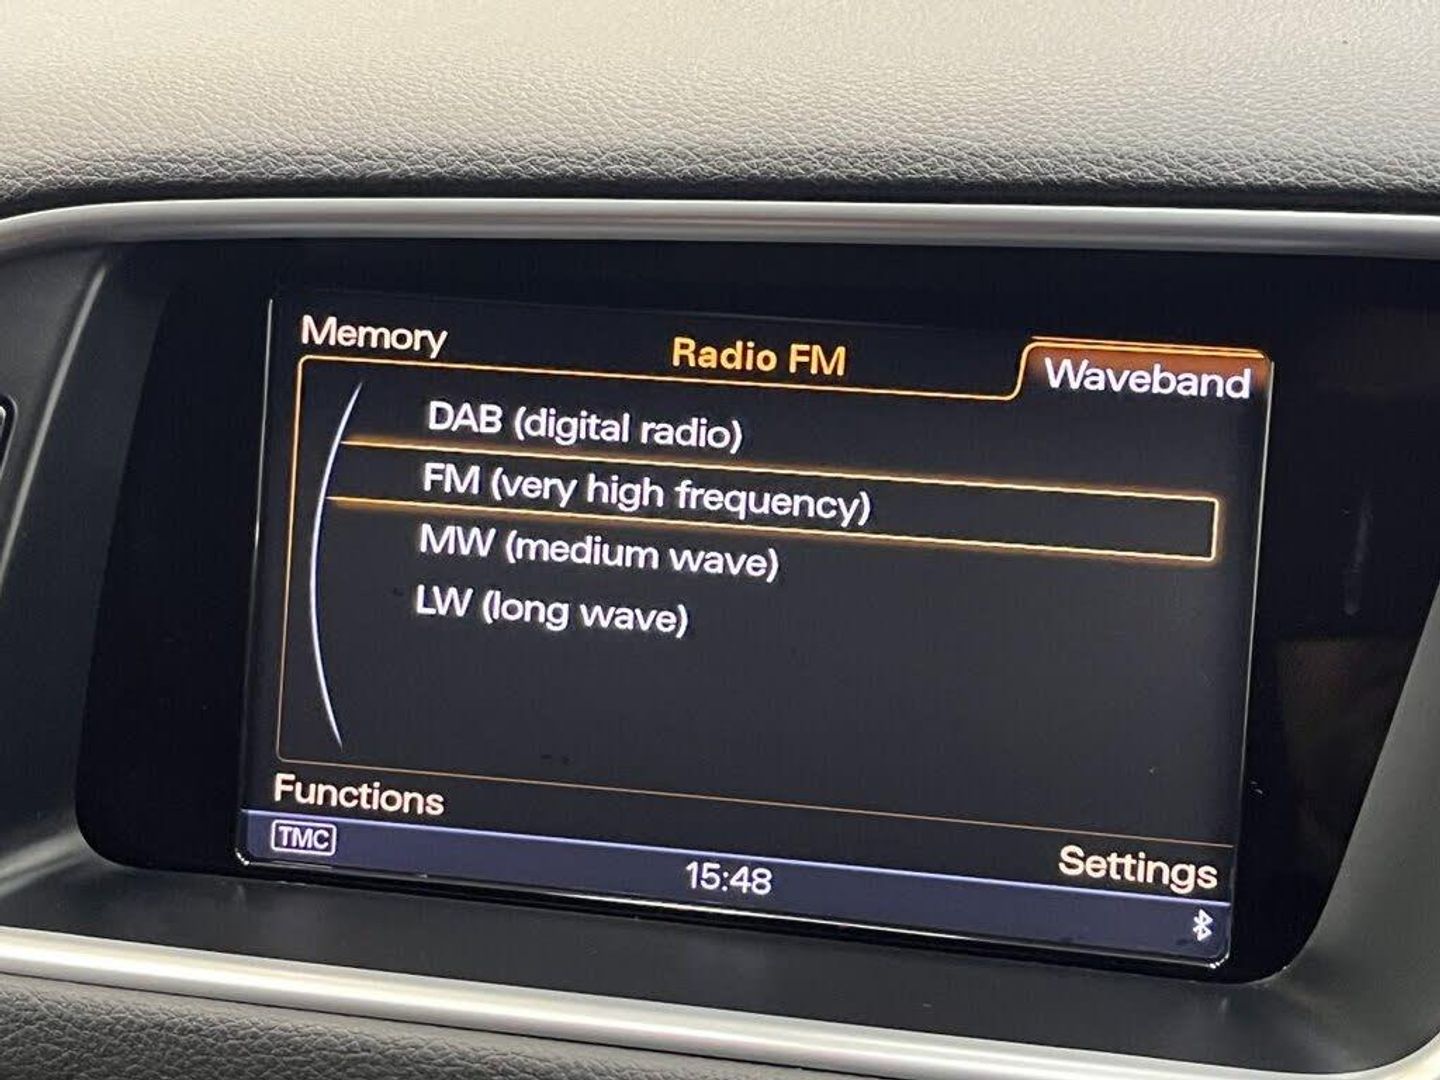 Memory
Radio FM
Waveband
DAB (digital radio)
FM (very high frequency)
MW (medium wave)
LW (long wave)
Functions
Settings
TMC
15:48